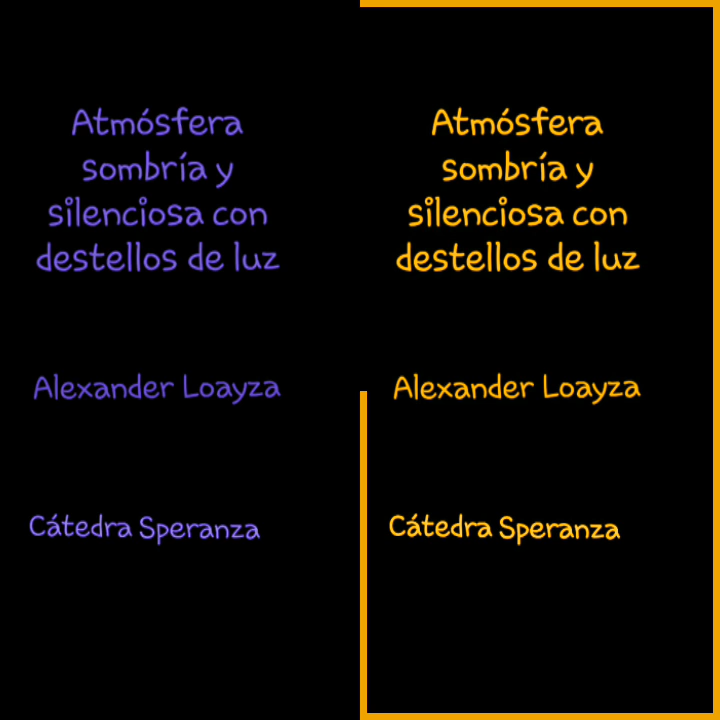 Atmósfera
sombría y
silenciosa con
destellos de luz
Alexander Loayza
Cátedra Speranza
Atmósfera
sombría y
silenciosa con
destellos de luz
Alexander Loayza
Cátedra Speranza